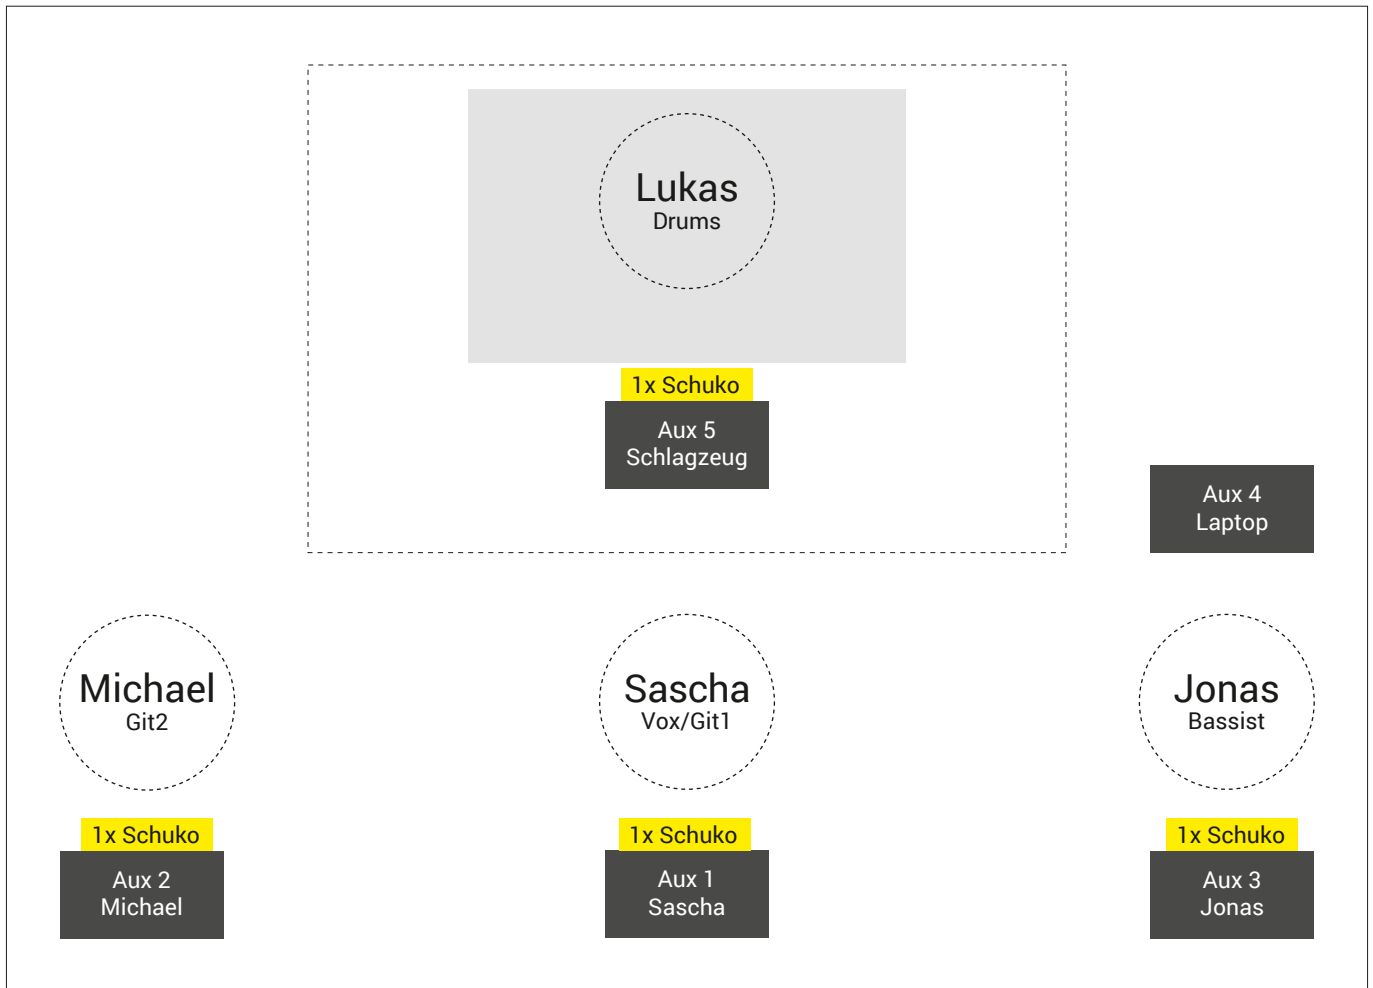 Lukas
Drums
1x Schuko
Aux 5
Schlagzeug
Aux 4
Laptop
Michael
Git2
Sascha
Vox/Git1
Jonas
Bassist
1x Schuko
Aux 2
Michael
1x Schuko
Aux 1
Sascha
1x Schuko
Aux 3
Jonas